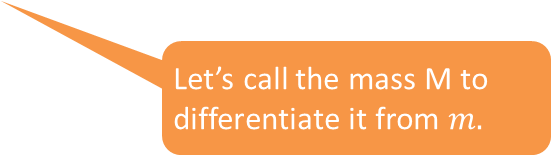 Let’s call the mass M to
differentiate it from m.